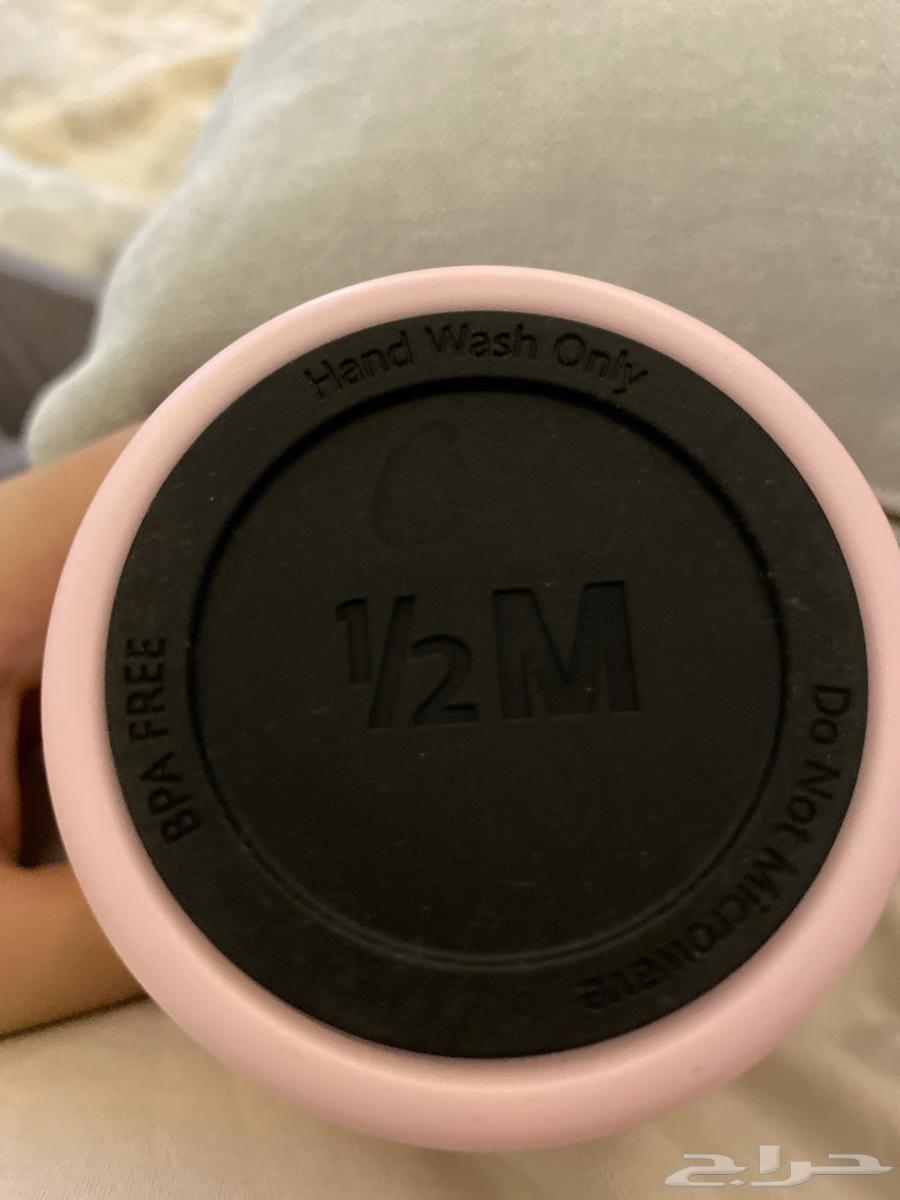 Hand Wash Only
½M
BPA FREE
Do Not Microwave
حراج